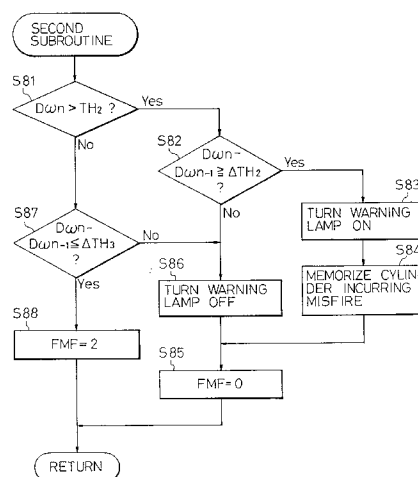 SECOND
SUBROUTINE
S81
Dωn > TH₂ ?
Yes
No
S82
Dωn-
Dωn-1 ≧ ΔTH₂
?
Yes
No
S83
TURN WARNING
LAMP ON
S84
MEMORIZE CYLIN
DER INCURRING
MISFIRE
S87
Dωn-
Dωn-1 ≦ ΔTH₃
?
No
Yes
S86
TURN WARNING
LAMP OFF
S88
FMF = 2
S85
FMF = 0
RETURN